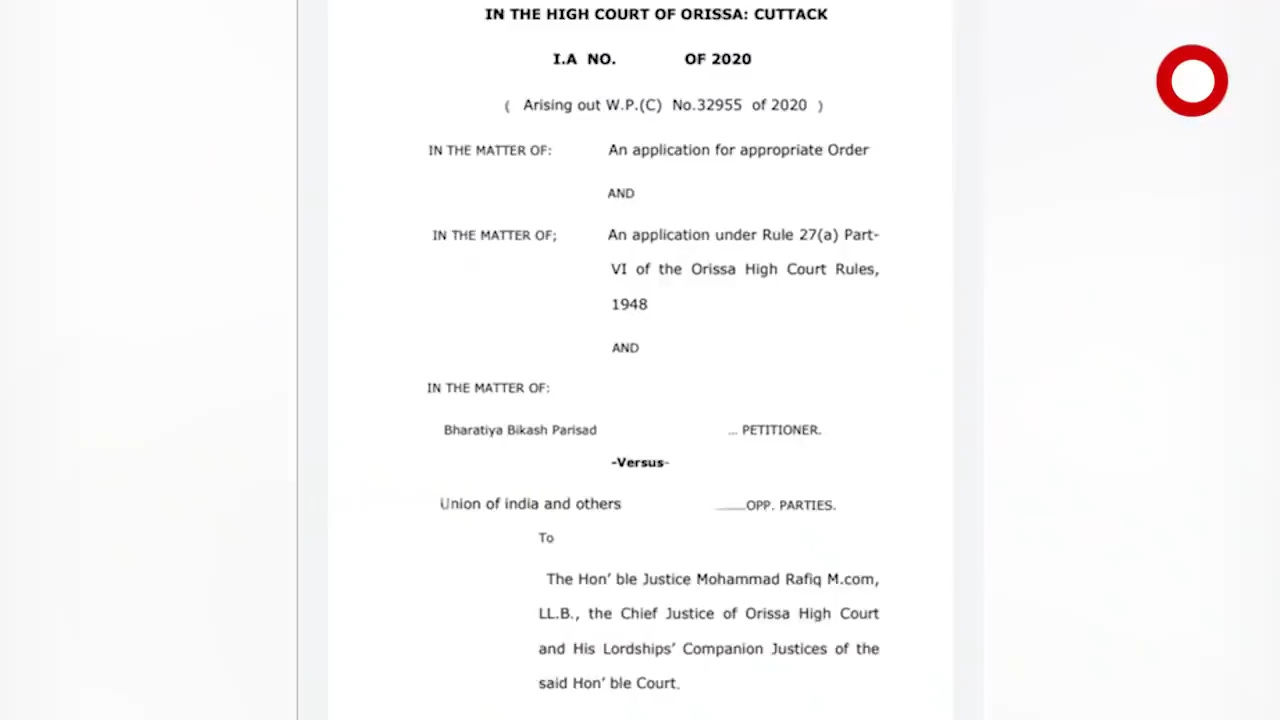 IN THE HIGH COURT OF ORISSA: CUTTACK
I.A NO. OF 2020
( Arising out W.P.(C) No.32955 of 2020 )
IN THE MATTER OF: An application for appropriate Order
AND
IN THE MATTER OF; An application under Rule 27(a) Part-
VI of the Orissa High Court Rules,
1948
AND
IN THE MATTER OF:
Bharatiya Bikash Parisad ... PETITIONER.
-Versus-
Union of india and others ......OPP. PARTIES.
To
The Hon' ble Justice Mohammad Rafiq M.com,
LL.B., the Chief Justice of Orissa High Court
and His Lordships' Companion Justices of the
said Hon' ble Court.